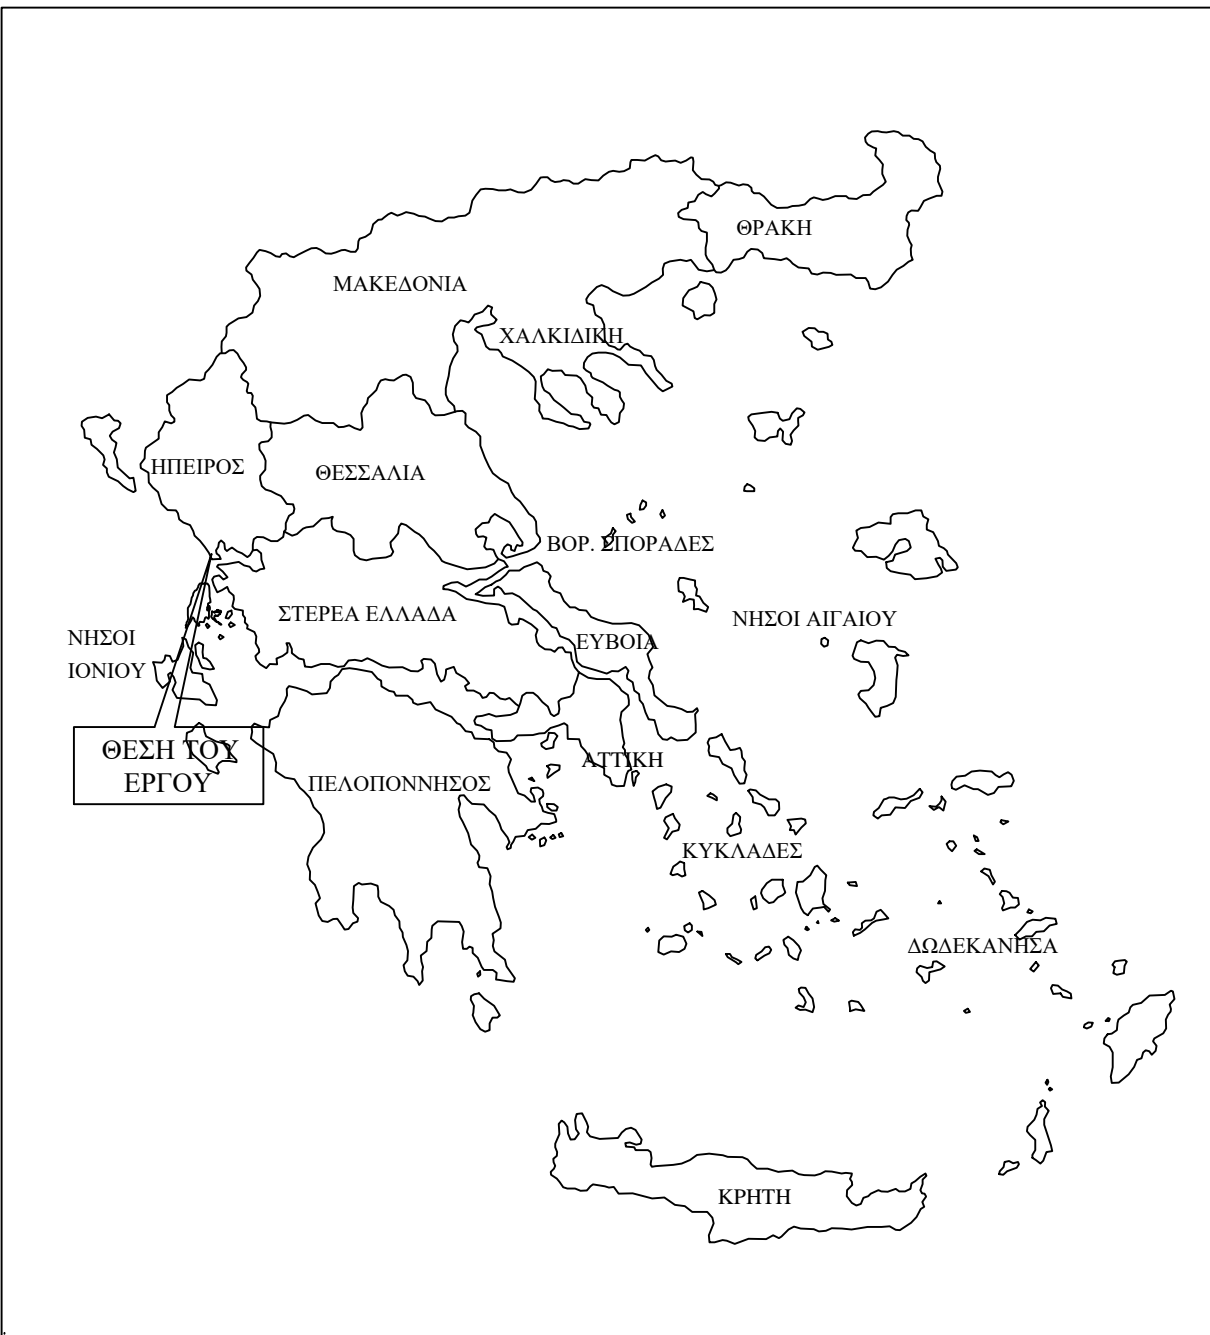 ΘΡΑΚΗ
ΜΑΚΕΔΟΝΙΑ
ΧΑΛΚΙΔΙΚΗ
ΗΠΕΙΡΟΣ
ΘΕΣΣΑΛΙΑ
ΒΟΡ. ΣΠΟΡΑΔΕΣ
ΣΤΕΡΕΑ ΕΛΛΑΔΑ
ΝΗΣΟΙ ΑΙΓΑΙΟΥ
ΝΗΣΟΙ
ΙΟΝΙΟΥ
ΕΥΒΟΙΑ
ΘΕΣΗ ΤΟΥ
ΕΡΓΟΥ
ΑΤΤΙΚΗ
ΠΕΛΟΠΟΝΝΗΣΟΣ
ΚΥΚΛΑΔΕΣ
ΔΩΔΕΚΑΝΗΣΑ
ΚΡΗΤΗ